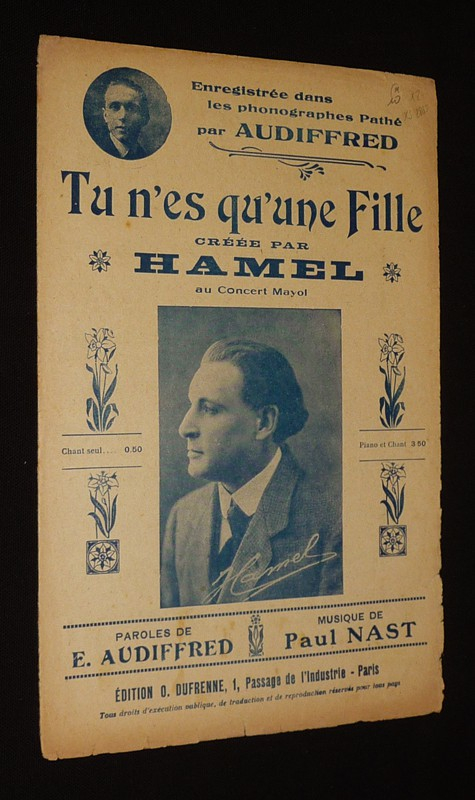 Enregistrée dans
les phonographes Pathé
par AUDIFFRED
Tu n'es qu'une Fille
CRÉÉE PAR
HAMEL
au Concert Mayol
Chant seul.... 0.50
Piano et Chant 3 50
Hamel
PAROLES DE
E. AUDIFFRED
MUSIQUE DE
Paul NAST
ÉDITION O. DUFRENNE, 1, Passage de l'Industrie - Paris
Tous droits d'exécution publique, de traduction et de reproduction réservés pour tous pays